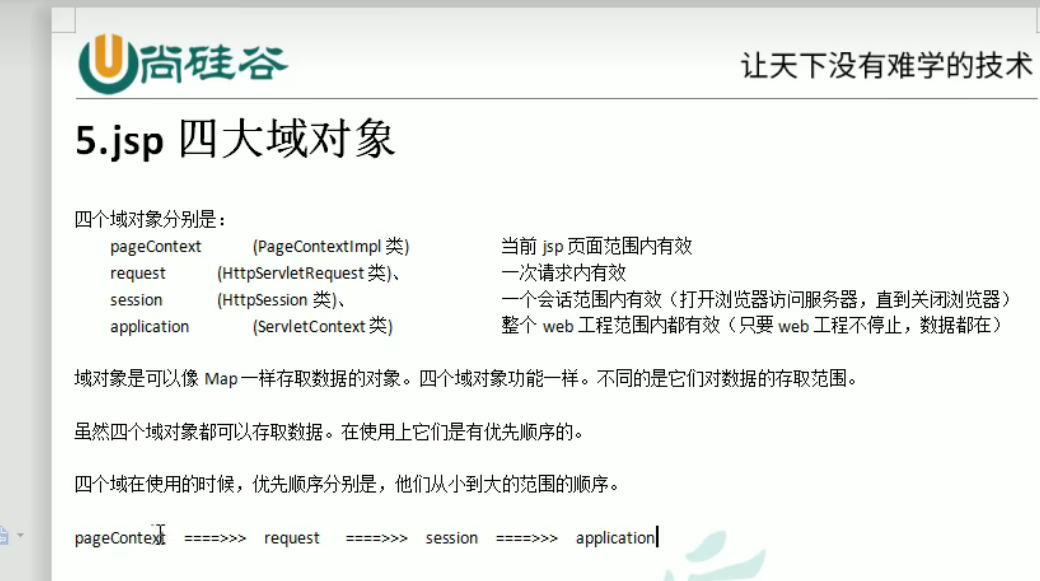 尚硅谷 让天下没有难学的技术
5.jsp 四大域对象
四个域对象分别是：
pageContext (PageContextImpl 类) 当前 jsp 页面范围内有效
request (HttpServletRequest 类)、 一次请求内有效
session (HttpSession 类)、 一个会话范围内有效（打开浏览器访问服务器，直到关闭浏览器）
application (ServletContext 类) 整个 web 工程范围内都有效（只要 web 工程不停止，数据都在）
域对象是可以像 Map 一样存取数据的对象。四个域对象功能一样。不同的是它们对数据的存取范围。
虽然四个域对象都可以存取数据。在使用上它们是有优先顺序的。
四个域在使用的时候，优先顺序分别是，他们从小到大的范围的顺序。
pageContext ====>>> request ====>>> session ====>>> application